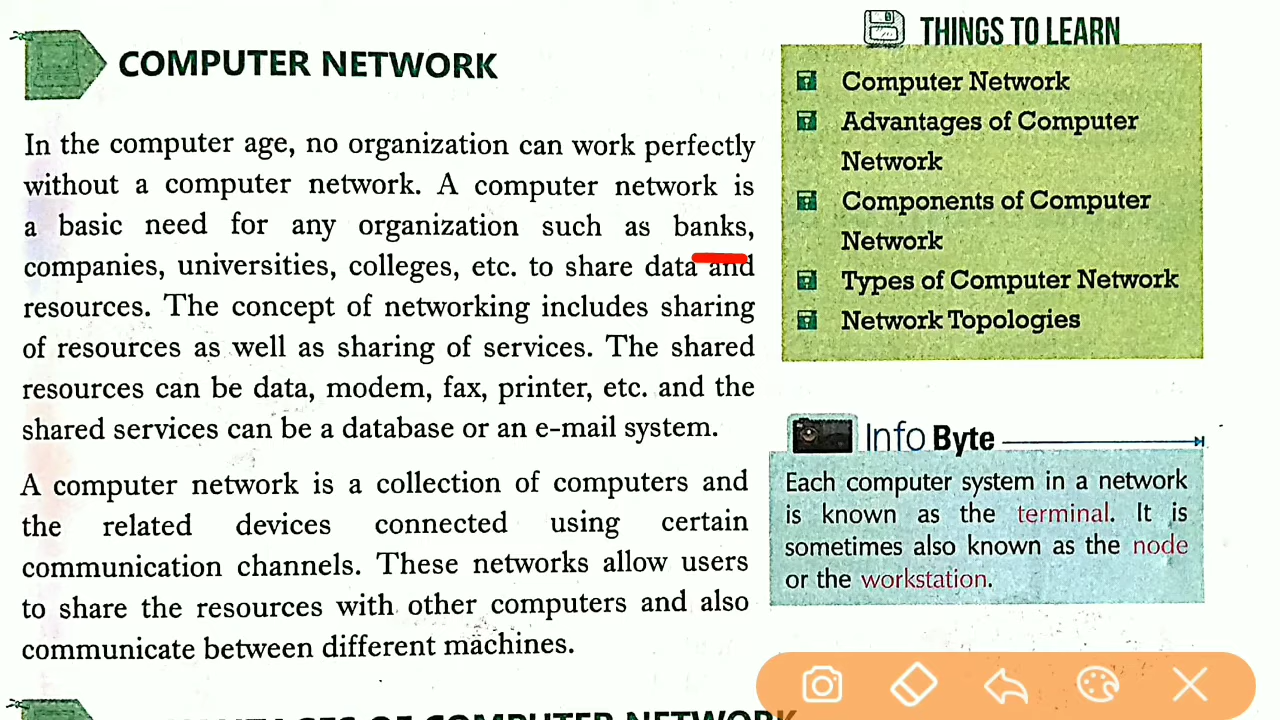 COMPUTER NETWORK
In the computer age, no organization can work perfectly
without a computer network. A computer network is
a basic need for any organization such as banks,
companies, universities, colleges, etc. to share data and
resources. The concept of networking includes sharing
of resources as well as sharing of services. The shared
resources can be data, modem, fax, printer, etc. and the
shared services can be a database or an e-mail system.
A computer network is a collection of computers and
the related devices connected using certain
communication channels. These networks allow users
to share the resources with other computers and also
communicate between different machines.
THINGS TO LEARN
Computer Network
Advantages of Computer
Network
Components of Computer
Network
Types of Computer Network
Network Topologies
Info Byte
Each computer system in a network
is known as the terminal. It is
sometimes also known as the node
or the workstation.
OF COMPUTER NETWORK